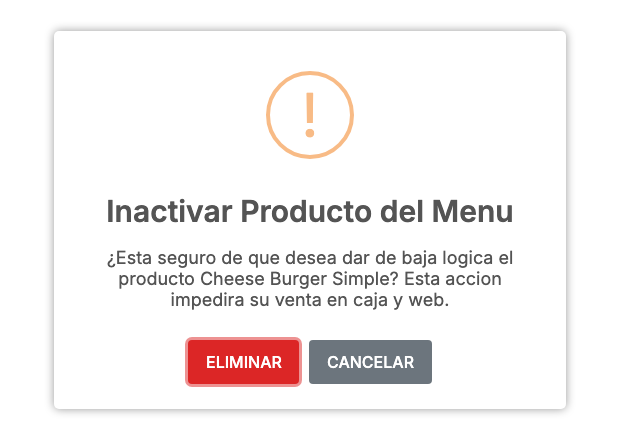 Inactivar Producto del Menu
¿Esta seguro de que desea dar de baja logica el
producto Cheese Burger Simple? Esta accion
impedira su venta en caja y web.
ELIMINAR CANCELAR